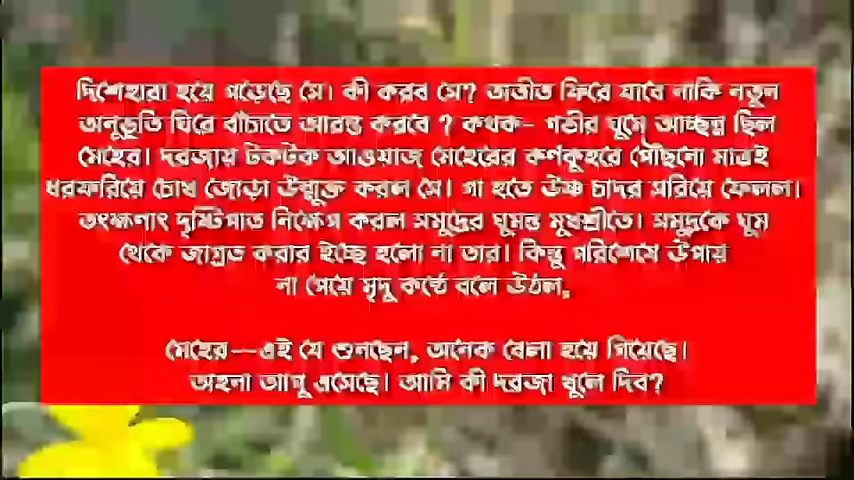 দিশেহারা হয়ে পড়েছে সে। কী করব সে? অতীত ফিরে যাবে নাকি নতুন
অনুভূতি ঘিরে বাঁচাতে আরম্ভ করবে ? কথক- গভীর ঘুমে আচ্ছন্ন ছিল
মেহের। দরজায় টকটক আওয়াজ মেহেরের কর্ণকুহরে পৌঁছানো মাত্রই
ধরফরিয়ে চোখ জোড়া উন্মুক্ত করল সে। গা হতে উষ্ণ চাদর সরিয়ে ফেলল।
তৎক্ষণাৎ দৃষ্টিপাত নিক্ষেপ করল সমুদ্রের ঘুমন্ত মুখশ্রীতে। সমুদ্রকে ঘুম
থেকে জাগ্রত করার ইচ্ছে হলো না তার। কিন্তু পরিশেষে উপায়
না পেয়ে মৃদু কণ্ঠে বলে উঠল,
মেহের—এই যে শুনছেন, অনেক বেলা হয়ে গিয়েছে।
অহনা আপু এসেছে। আমি কী দরজা খুলে দিব?